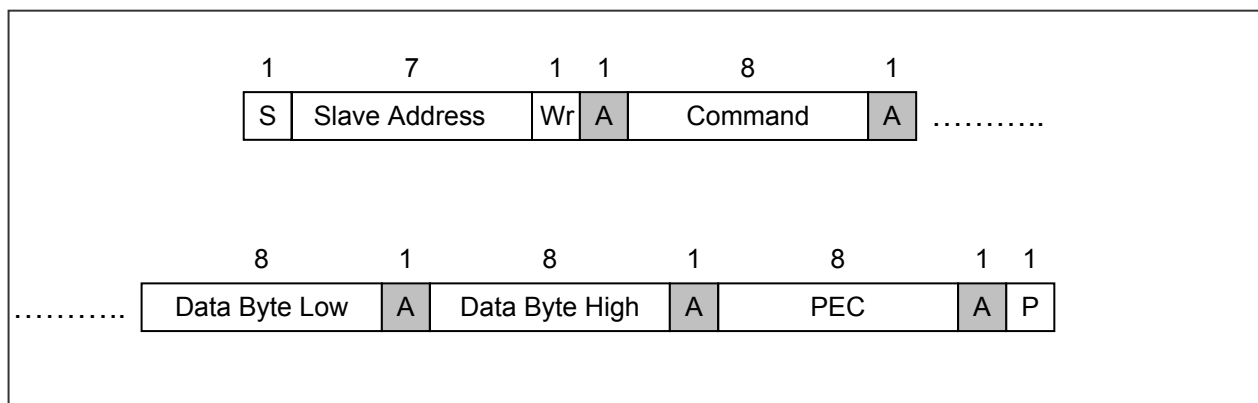 1 7 1 1 8 1
S Slave Address Wr A Command A ………..
8 1 8 1 8 1 1
……….. Data Byte Low A Data Byte High A PEC A P